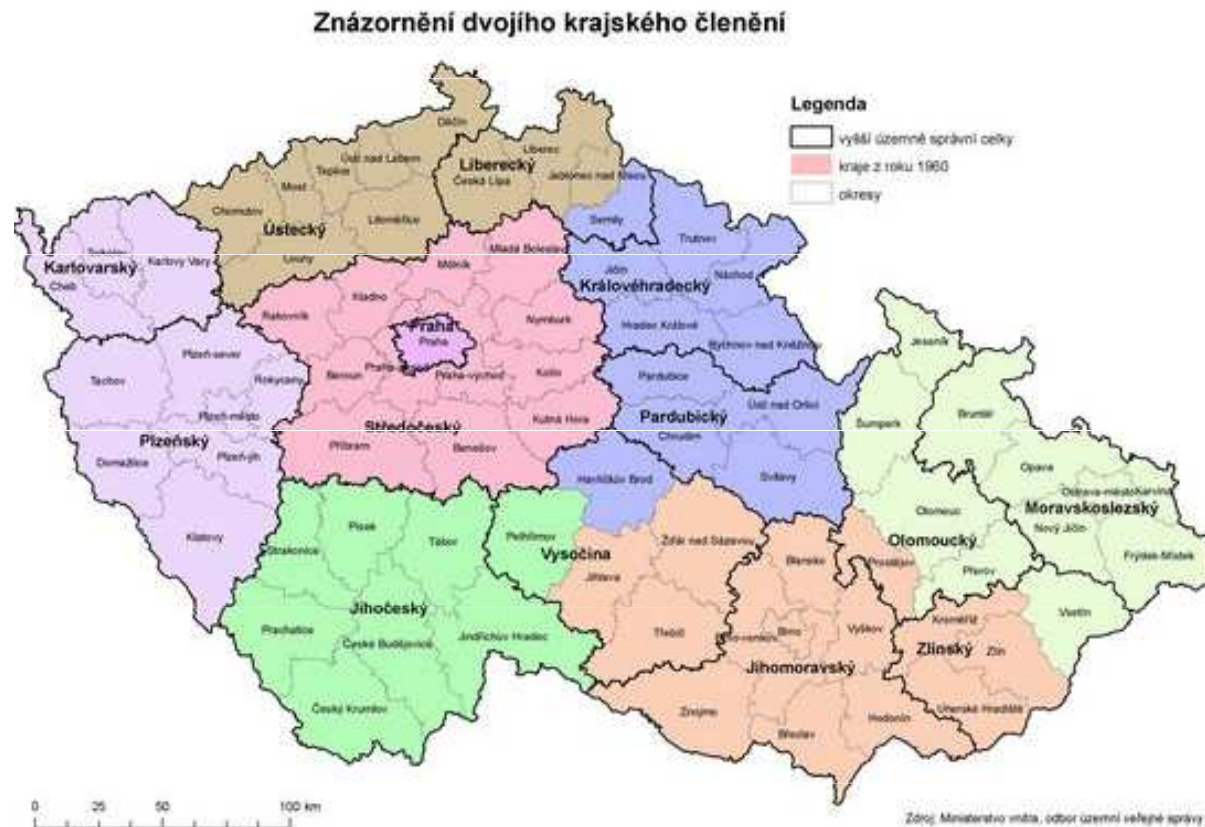 Znázornění dvojího krajského členění
Legenda
vyšší územně správní celky
kraje z roku 1960
okresy
Děčín
Ústí nad Labem
Liberec
Teplice
Liberecký
Česká Lípa
Jablonec nad Nisou
Most
Chomutov
Litoměřice
Semily
Ústecký
Trutnov
Louny
Mladá Boleslav
Sokolov
Karlovy Vary
Karlovarský
Cheb
Mělník
Jičín
Náchod
Královéhradecký
Kladno
Rakovník
Nymburk
Hradec Králové
Praha
Praha
Rychnov nad Kněžnou
Jeseník
Plzeň-sever
Tachov
Rokycany
Beroun
Praha-východ
Kolín
Pardubice
Plzeň-město
Kutná Hora
Ústí nad Orlicí
Bruntál
Šumperk
Středočeský
Pardubický
Plzeňský
Příbram
Benešov
Chrudim
Domažlice
Plzeň-jih
Havlíčkův Brod
Svitavy
Opava
Ostrava-město
Karviná
Moravskoslezský
Olomouc
Nový Jičín
Klatovy
Písek
Strakonice
Tábor
Pelhřimov
Vysočina
Žďár nad Sázavou
Olomoucký
Frýdek-Místek
Blansko
Prostějov
Přerov
Jihlava
Jihočeský
Vsetín
Prachatice
České Budějovice
Jindřichův Hradec
Třebíč
Brno
Vyškov
Kroměříž
Zlínský
Zlín
Jihomoravský
Český Krumlov
Znojmo
Hodonín
Uherské Hradiště
Břeclav
0 25 50 100 km
Zdroj: Ministerstvo vnitra, odbor územní veřejné správy